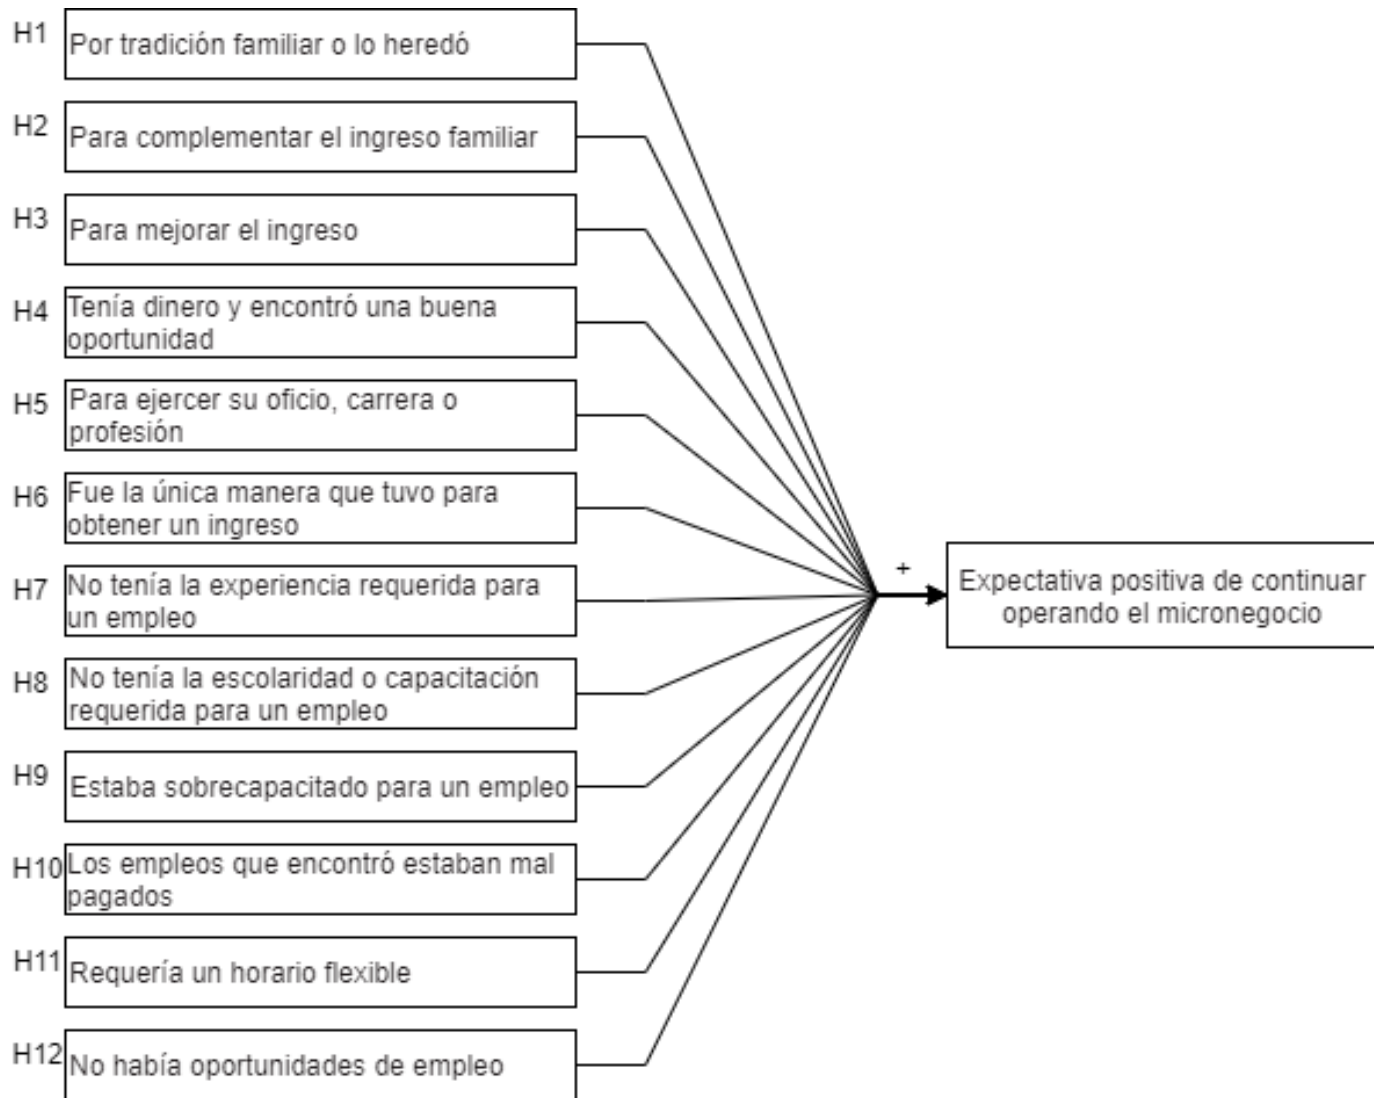 H1
Por tradición familiar o lo heredó
H2
Para complementar el ingreso familiar
H3
Para mejorar el ingreso
H4
Tenía dinero y encontró una buena
oportunidad
H5
Para ejercer su oficio, carrera o
profesión
H6
Fue la única manera que tuvo para
obtener un ingreso
H7
No tenía la experiencia requerida para
un empleo
H8
No tenía la escolaridad o capacitación
requerida para un empleo
H9
Estaba sobrecapacitado para un empleo
H10
Los empleos que encontró estaban mal
pagados
H11
Requería un horario flexible
H12
No había oportunidades de empleo
+
Expectativa positiva de continuar
operando el micronegocio